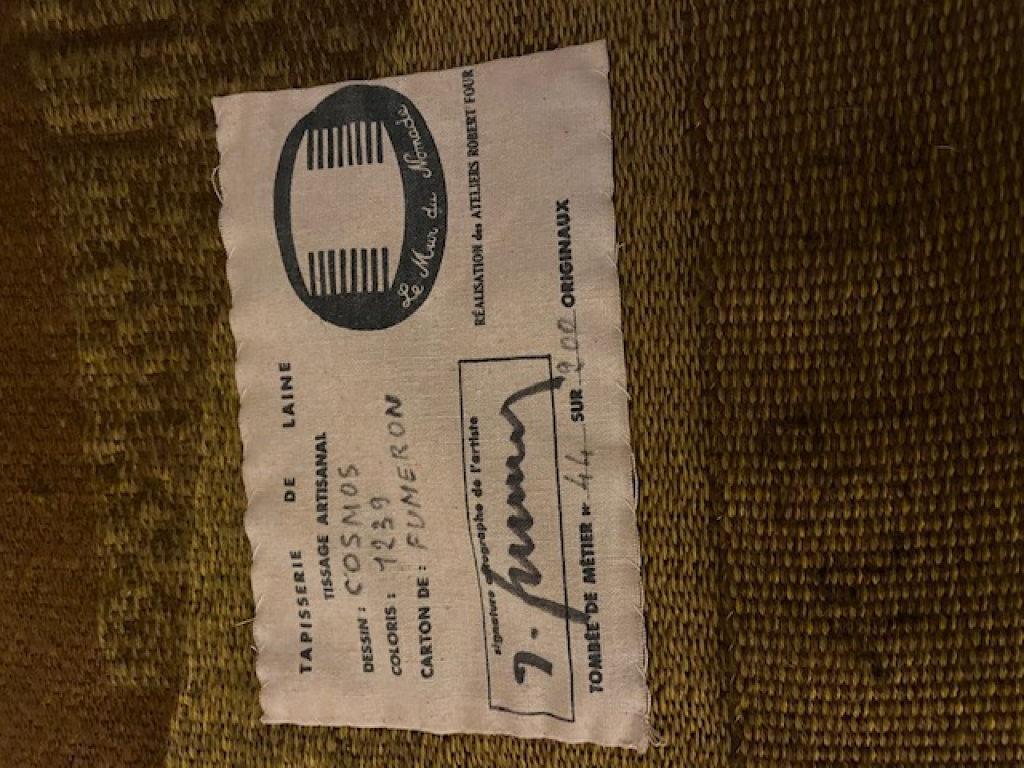 TAPISSERIE DE LAINE
TISSAGE ARTISANAL
DESSIN : COSMOS
COLORIS : 1239
CARTON DE : FUMERON
Le Mur du Nomade
RÉALISATION des ATELIERS ROBERT FOUR
signature autographe de l'artiste
TOMBÉE DE MÉTIER N° 44 SUR 200 ORIGINAUX